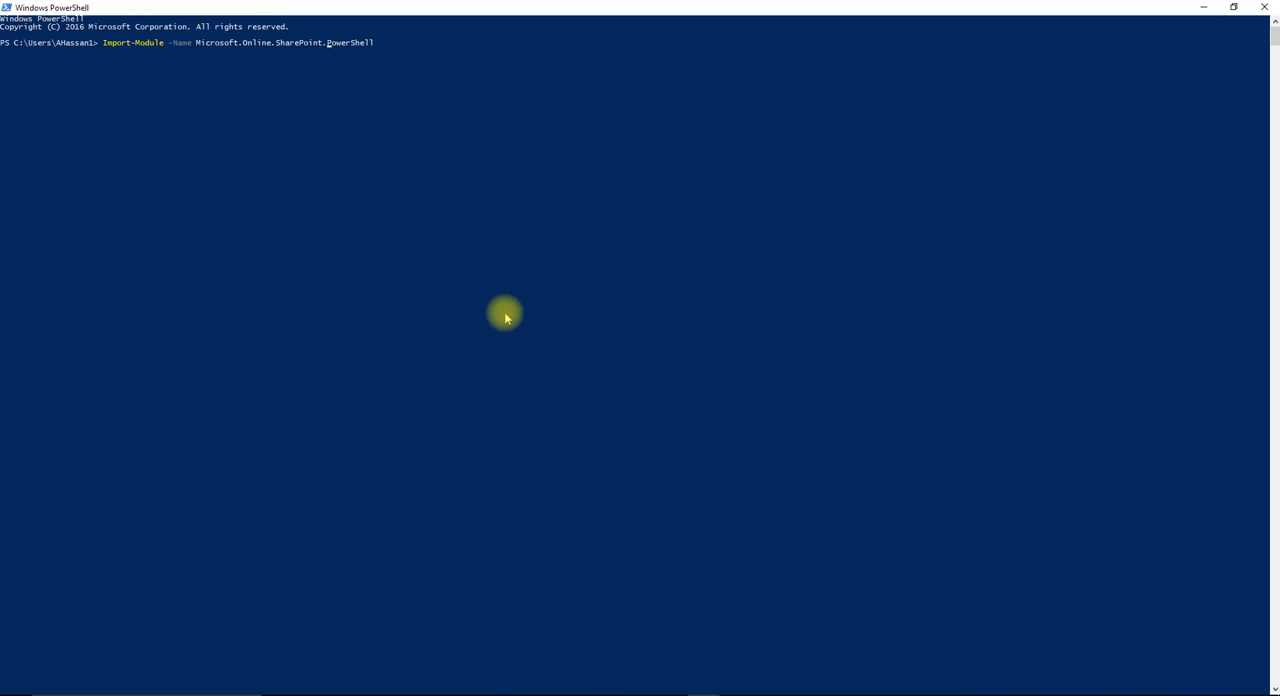 Windows PowerShell
Windows PowerShell
Copyright (C) 2016 Microsoft Corporation. All rights reserved.
PS C:\Users\AHassan1> Import-Module -Name Microsoft.Online.SharePoint.PowerShell